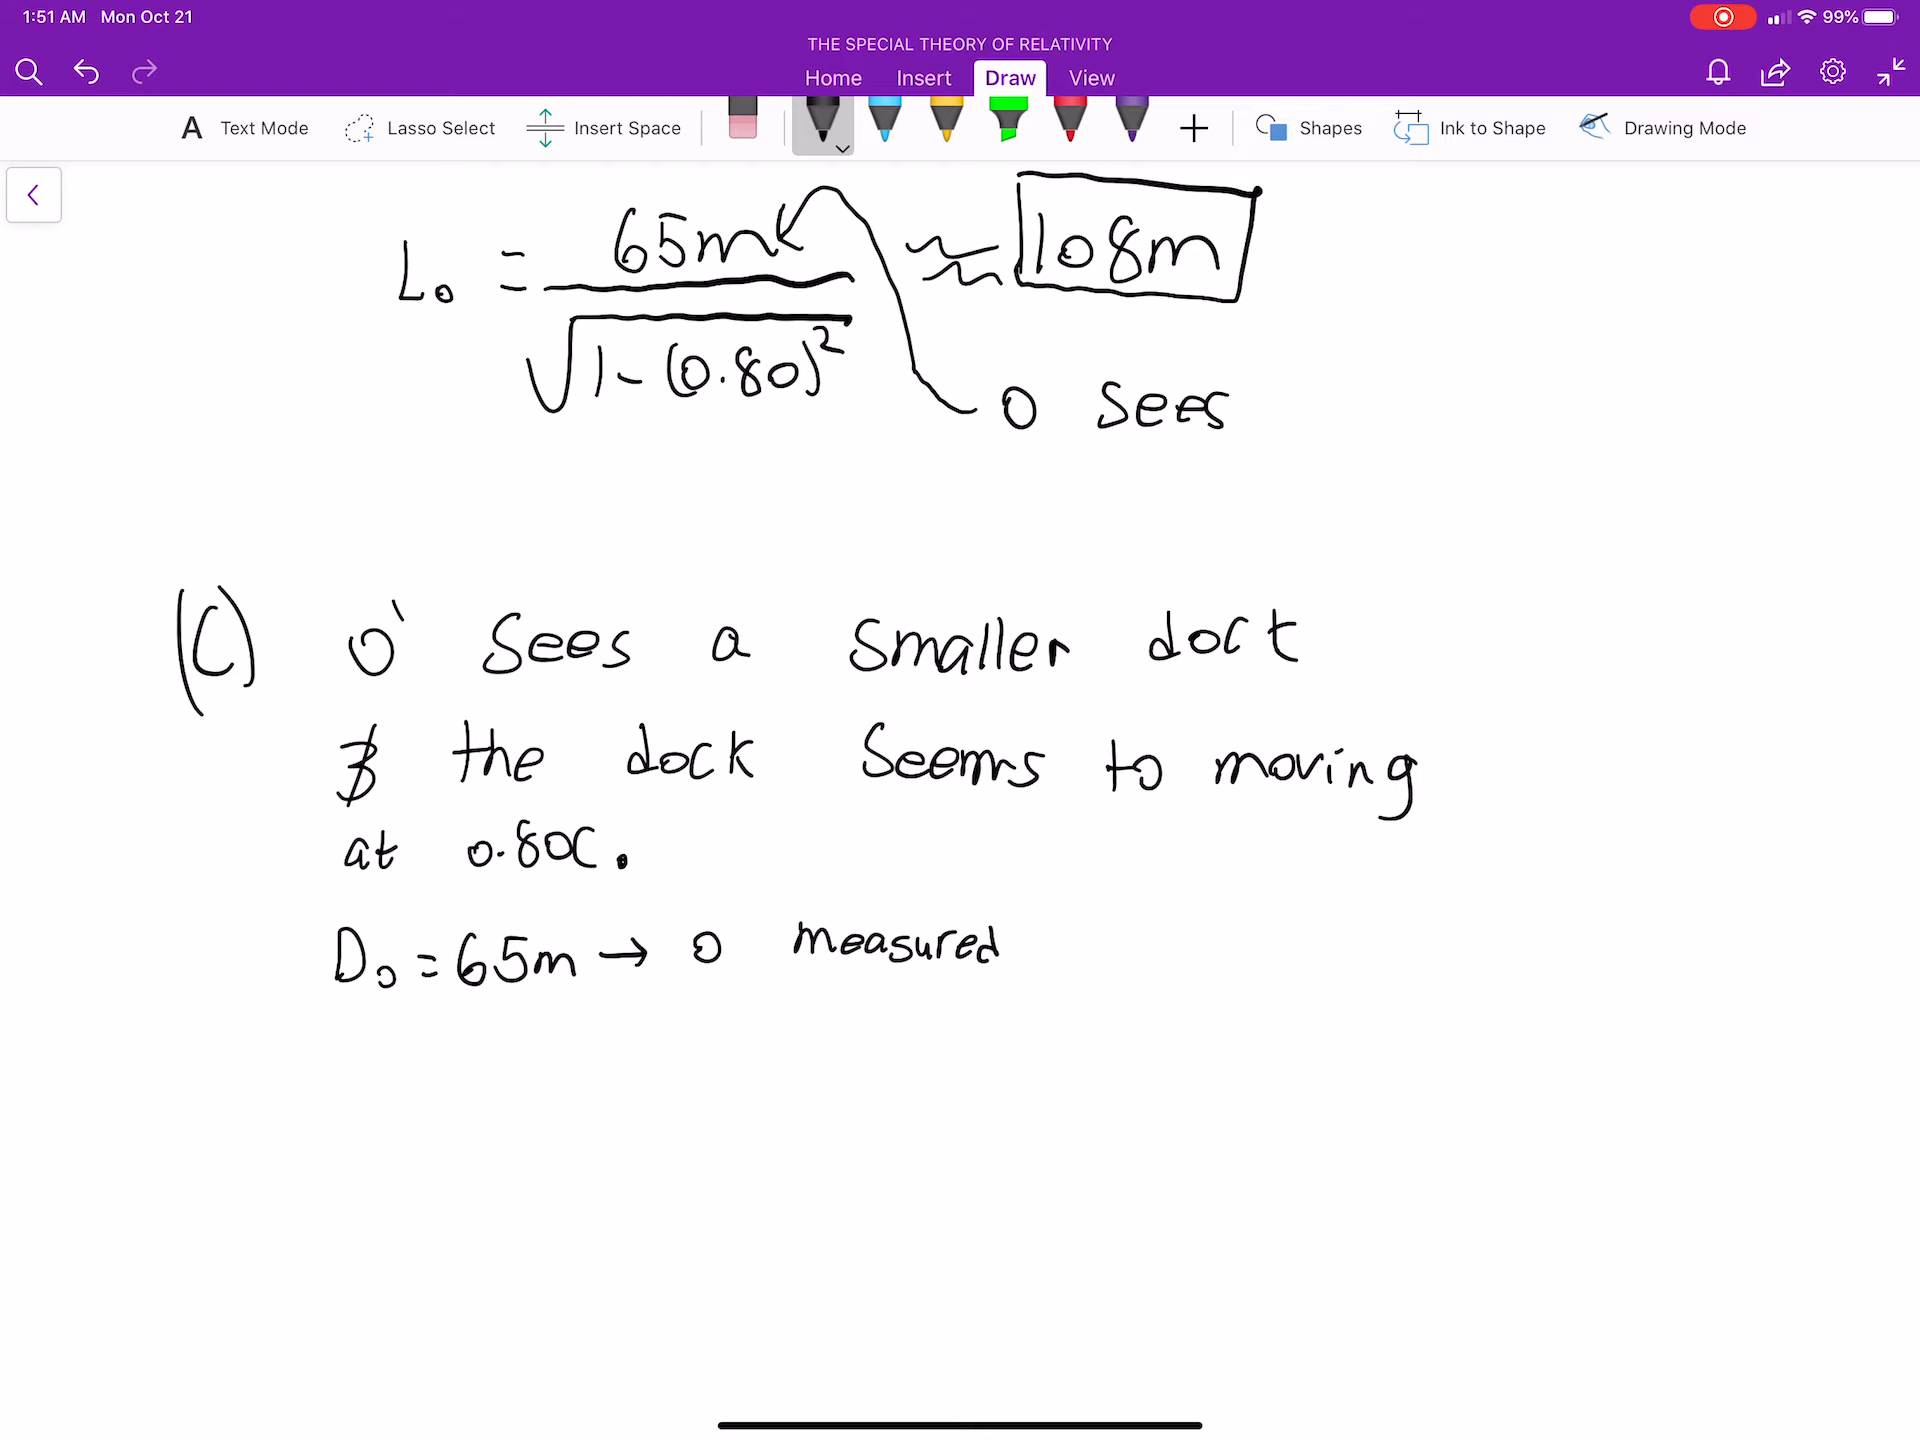 1:51 AM Mon Oct 21 99%
THE SPECIAL THEORY OF RELATIVITY
Home Insert Draw View
A Text Mode Lasso Select Insert Space Shapes Ink to Shape Drawing Mode
L₀ = 65m / √1-(0.80)² ≈ 108m
O sees
(C) O' sees a smaller dock
& the dock seems to moving
at 0.80C.
D₀ = 65m → O measured